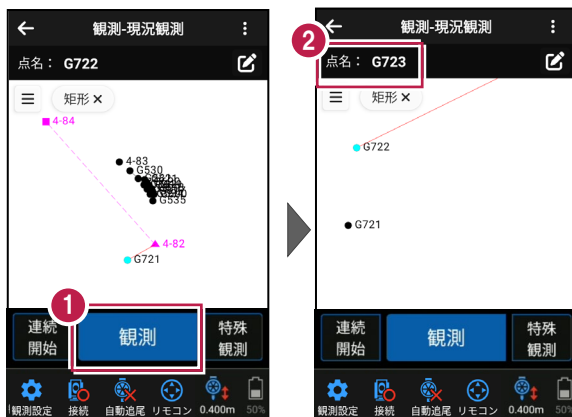 観測-現況観測
点名： G722
矩形 ×
4-84
4-83
G530
G535
4-82
G721
1
連続
開始
観測
特殊
観測
観測設定 接続 自動追尾 リモコン 0.400m 50%
2
観測-現況観測
点名： G723
矩形 ×
G722
G721
連続
開始
観測
特殊
観測
観測設定 接続 自動追尾 リモコン 0.400m 50%